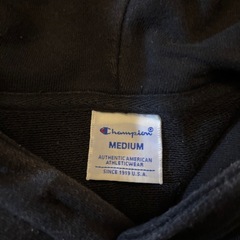 Champion
MEDIUM
AUTHENTIC AMERICAN
ATHLETICWEAR
SINCE 1919 U.S.A.